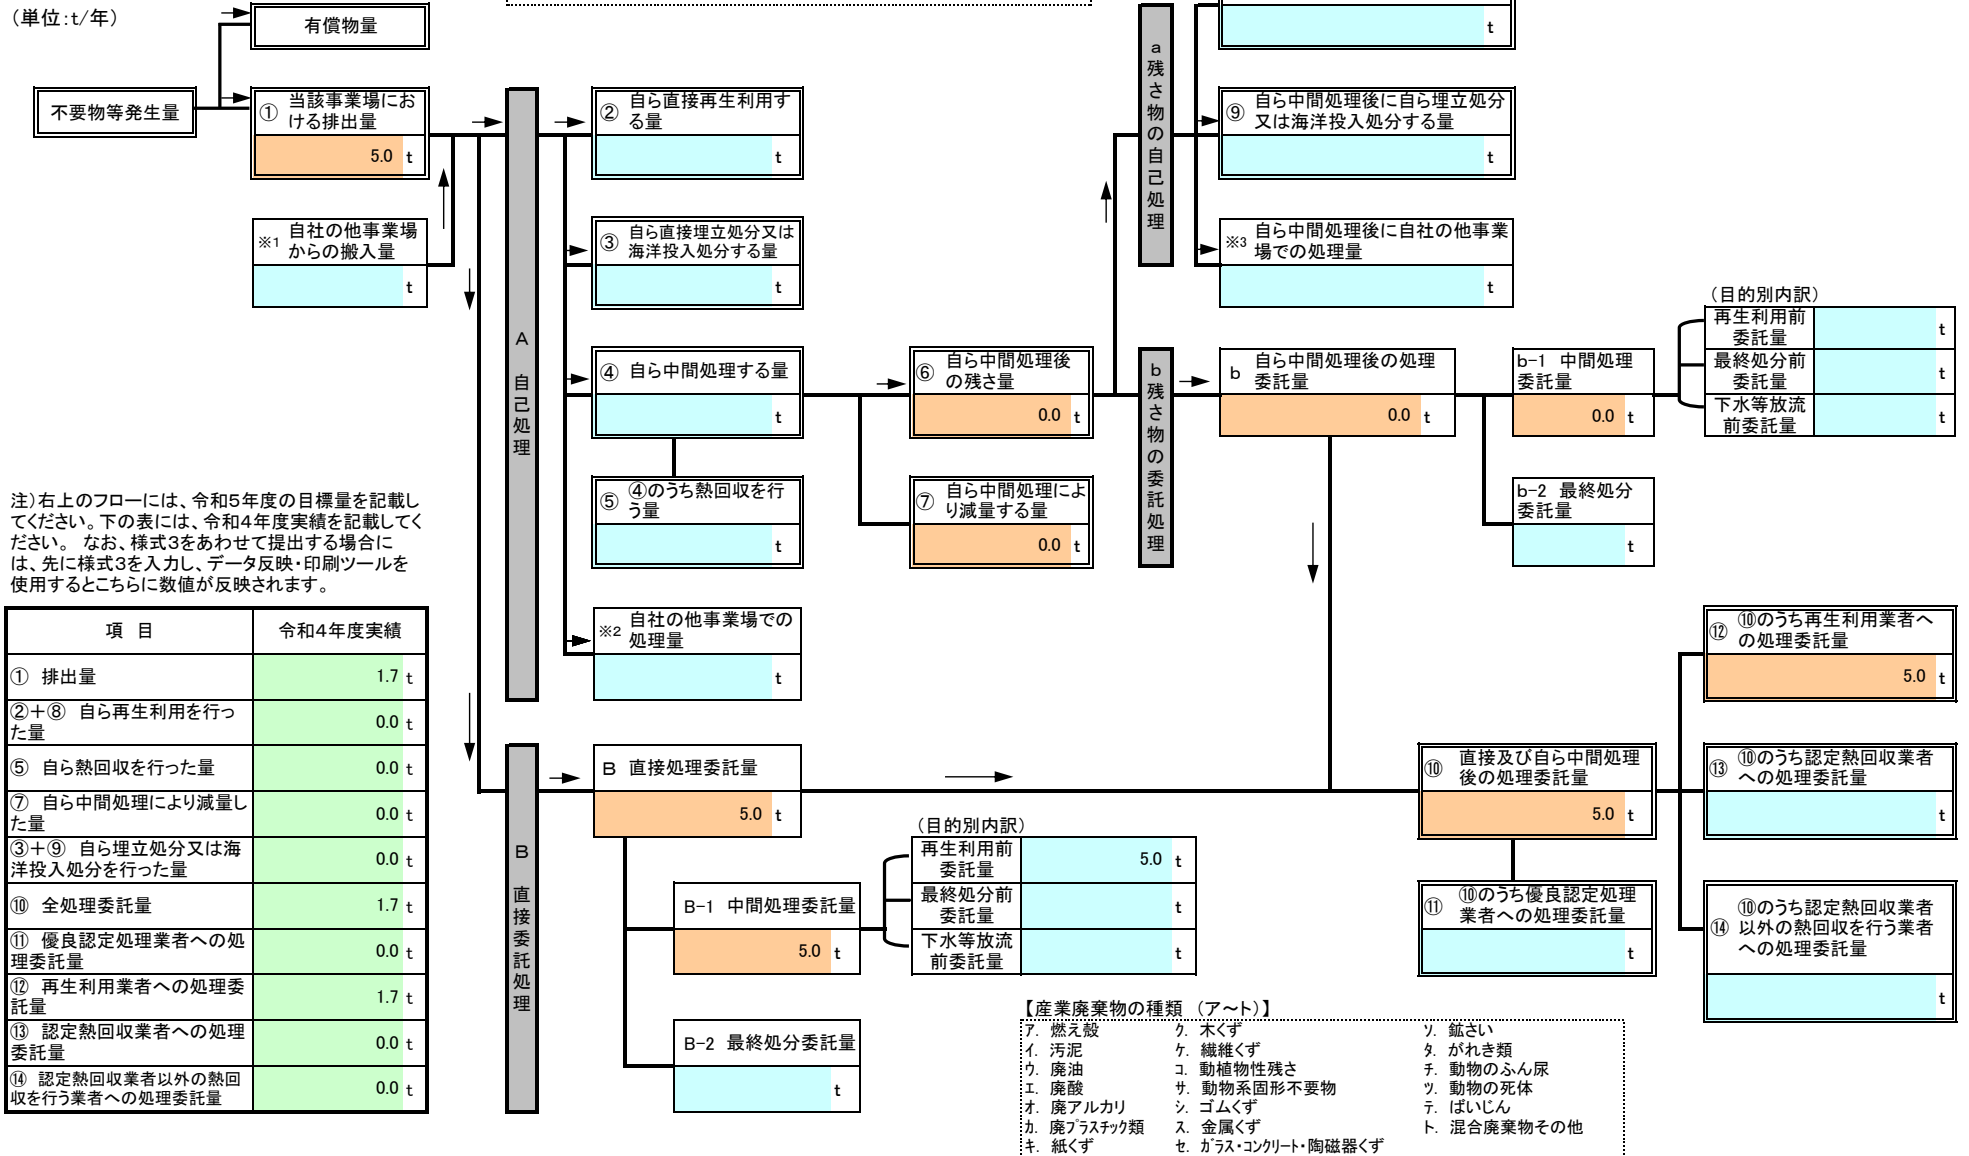 （単位：t/年）
有償物量
t
不要物等発生量
① 当該事業場にお
ける排出量
5.0 t
※1 自社の他事業場
からの搬入量
t
A 自己処理
② 自ら直接再生利用す
る量
t
③ 自ら直接埋立処分又は
海洋投入処分する量
t
④ 自ら中間処理する量
t
⑤ ④のうち熱回収を行
う量
t
※2 自社の他事業場での
処理量
t
⑥ 自ら中間処理後
の残さ量
0.0 t
⑦ 自ら中間処理によ
り減量する量
0.0 t
a 残さ物の自己処理
⑨ 自ら中間処理後に自ら埋立処分
又は海洋投入処分する量
t
※3 自ら中間処理後に自社の他事業
場での処理量
t
b 残さ物の委託処理
b 自ら中間処理後の処理
委託量
0.0 t
b-1 中間処理
委託量
0.0 t
（目的別内訳）
再生利用前
委託量
t
最終処分前
委託量
t
下水等放流
前委託量
t
b-2 最終処分
委託量
t
注）右上のフローには、令和５年度の目標量を記載し
てください。下の表には、令和４年度実績を記載してく
ださい。 なお、様式３をあわせて提出する場合に
は、先に様式３を入力し、データ反映・印刷ツールを
使用するとこちらに数値が反映されます。
項 目 令和４年度実績
① 排出量 1.7 t
②＋⑧ 自ら再生利用を行っ
た量 0.0 t
⑤ 自ら熱回収を行った量 0.0 t
⑦ 自ら中間処理により減量し
た量 0.0 t
③＋⑨ 自ら埋立処分又は海
洋投入処分を行った量 0.0 t
⑩ 全処理委託量 1.7 t
⑪ 優良認定処理業者への処
理委託量 0.0 t
⑫ 再生利用業者への処理委
託量 1.7 t
⑬ 認定熱回収業者への処理
委託量 0.0 t
⑭ 認定熱回収業者以外の熱回
収を行う業者への処理委託量 0.0 t
B 直接委託処理
B 直接処理委託量
5.0 t
B-1 中間処理委託量
5.0 t
（目的別内訳）
再生利用前
委託量
5.0 t
最終処分前
委託量
t
下水等放流
前委託量
t
B-2 最終処分委託量
t
⑩ 直接及び自ら中間処理
後の処理委託量
5.0 t
⑪ ⑩のうち優良認定処理
業者への処理委託量
t
⑫ ⑩のうち再生利用業者へ
の処理委託量
5.0 t
⑬ ⑩のうち認定熱回収業者
への処理委託量
t
⑭ ⑩のうち認定熱回収業者
以外の熱回収を行う業者
への処理委託量
t
【産業廃棄物の種類 （ア～ト）】
ア. 燃え殻 ク. 木くず ソ. 鉱さい
イ. 汚泥 ケ. 繊維くず タ. がれき類
ウ. 廃油 コ. 動植物性残さ チ. 動物のふん尿
エ. 廃酸 サ. 動物系固形不要物 ツ. 動物の死体
オ. 廃アルカリ シ. ゴムくず テ. ばいじん
カ. 廃プラスチック類 ス. 金属くず ト. 混合廃棄物その他
キ. 紙くず セ. ガラス・コンクリート・陶磁器くず